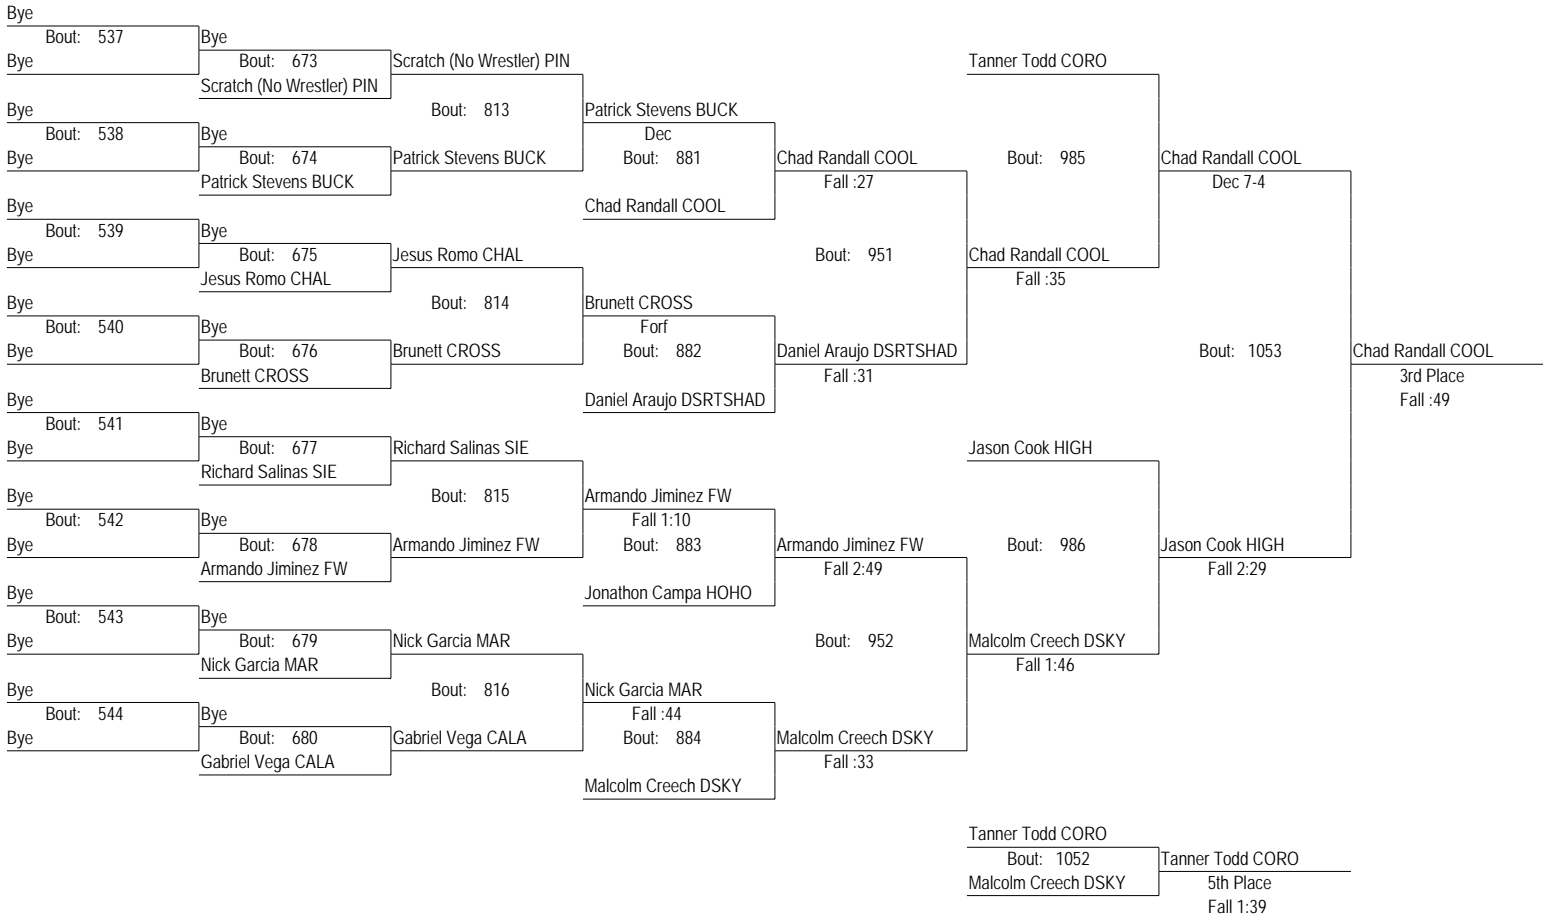 Bye
Bout: 537
Bye
Bye
Bout: 538
Bye
Bye
Bout: 539
Bye
Bye
Bout: 540
Bye
Bye
Bout: 541
Bye
Bye
Bout: 542
Bye
Bye
Bout: 543
Bye
Bye
Bout: 544
Bye
Bye
Bout: 673
Scratch (No Wrestler) PIN
Bye
Bout: 674
Patrick Stevens BUCK
Bye
Bout: 675
Jesus Romo CHAL
Bye
Bout: 676
Brunett CROSS
Bye
Bout: 677
Richard Salinas SIE
Bye
Bout: 678
Armando Jiminez FW
Bye
Bout: 679
Nick Garcia MAR
Bye
Bout: 680
Gabriel Vega CALA
Scratch (No Wrestler) PIN
Bout: 813
Patrick Stevens BUCK
Jesus Romo CHAL
Bout: 814
Brunett CROSS
Richard Salinas SIE
Bout: 815
Armando Jiminez FW
Nick Garcia MAR
Bout: 816
Gabriel Vega CALA
Patrick Stevens BUCK
Dec
Bout: 881
Chad Randall COOL
Brunett CROSS
Forf
Bout: 882
Daniel Araujo DSRTSHAD
Armando Jiminez FW
Fall 1:10
Bout: 883
Jonathon Campa HOHO
Nick Garcia MAR
Fall :44
Bout: 884
Malcolm Creech DSKY
Chad Randall COOL
Fall :27
Bout: 951
Daniel Araujo DSRTSHAD
Fall :31
Armando Jiminez FW
Fall 2:49
Bout: 952
Malcolm Creech DSKY
Fall :33
Tanner Todd CORO
Bout: 985
Chad Randall COOL
Fall :35
Jason Cook HIGH
Bout: 986
Malcolm Creech DSKY
Fall 1:46
Chad Randall COOL
Dec 7-4
Bout: 1053
Jason Cook HIGH
Fall 2:29
Chad Randall COOL
3rd Place
Fall :49
Tanner Todd CORO
Bout: 1052
Malcolm Creech DSKY
Tanner Todd CORO
5th Place
Fall 1:39